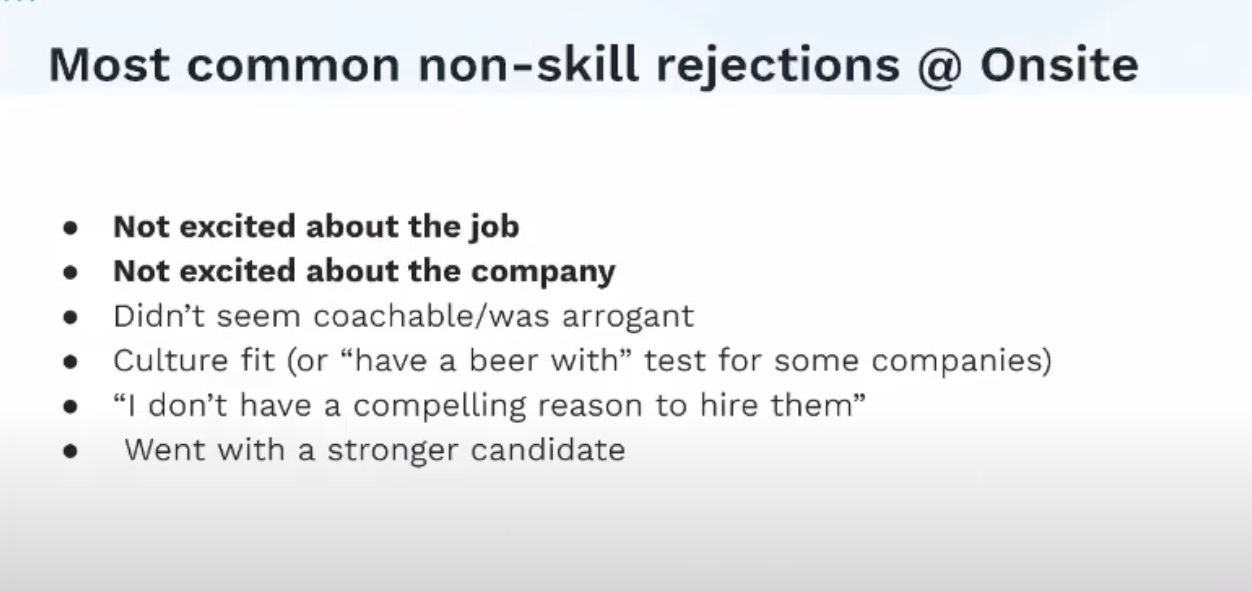 Most common non-skill rejections @ Onsite
● Not excited about the job
● Not excited about the company
● Didn’t seem coachable/was arrogant
● Culture fit (or “have a beer with” test for some companies)
● “I don’t have a compelling reason to hire them”
● Went with a stronger candidate